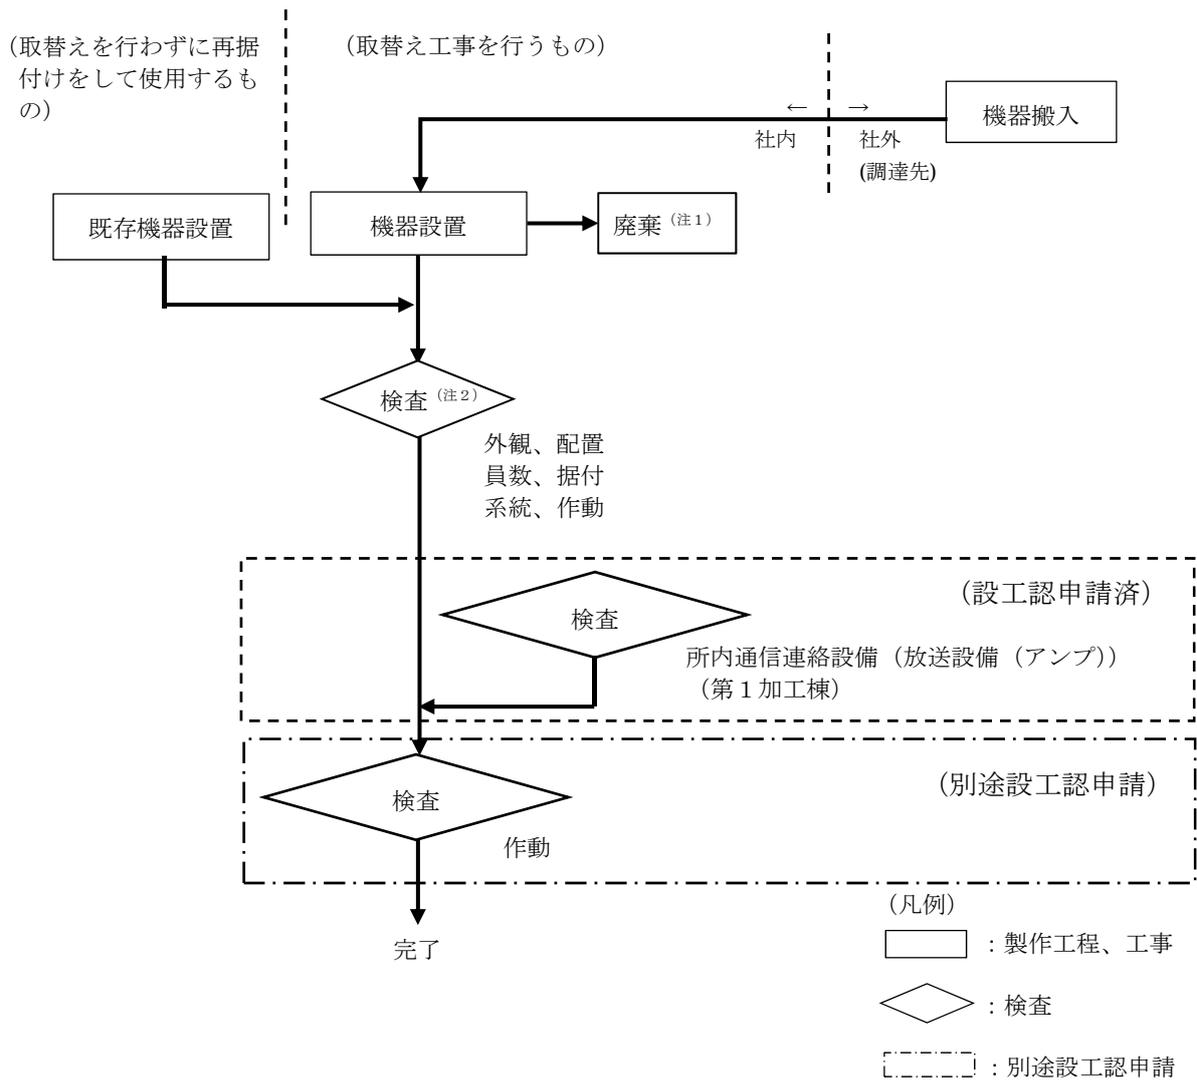 （取替えを行わずに再据
付けをして使用するも
の）
（取替え工事を行うもの）
← →
社内
社外
(調達先)
機器搬入
既存機器設置
機器設置
廃棄（注１）
検査（注２）
外観、配置
員数、据付
系統、作動
（設工認申請済）
検査
所内通信連絡設備（放送設備（アンプ））
（第１加工棟）
（別途設工認申請）
検査
作動
完了
（凡例）
：製作工程、工事
：検査
：別途設工認申請